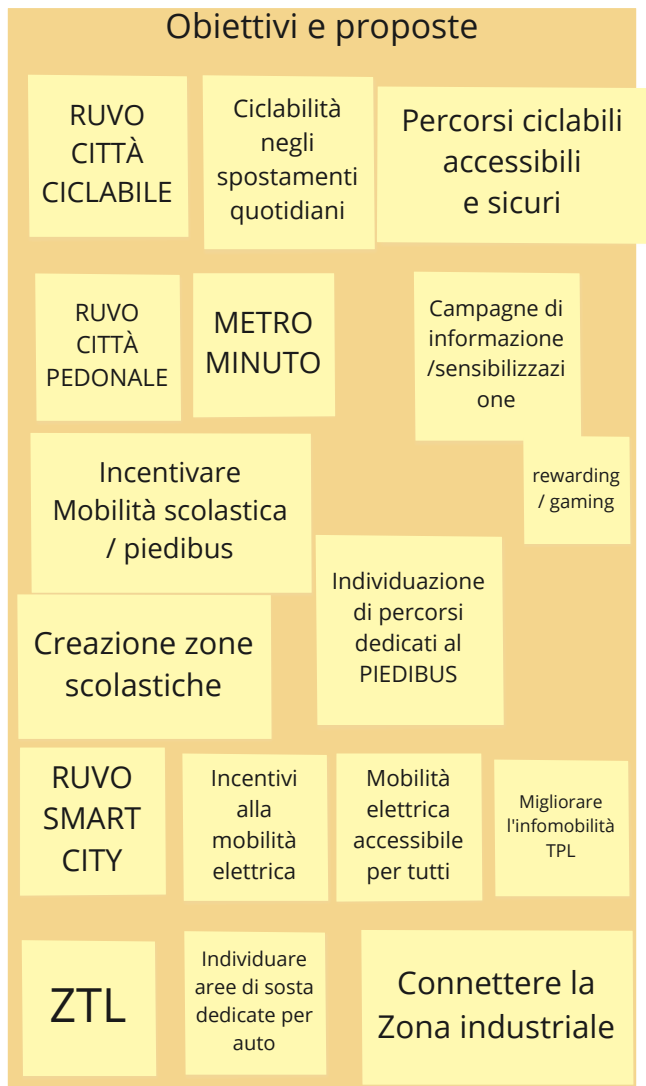 Obiettivi e proposte
RUVO
CITTÀ
CICLABILE
Ciclabilità
negli
spostamenti
quotidiani
Percorsi ciclabili
accessibili
e sicuri
RUVO
CITTÀ
PEDONALE
METRO
MINUTO
Campagne di
informazione
/sensibilizzazi
one
rewarding
/ gaming
Incentivare
Mobilità scolastica
/ piedibus
Individuazione
di percorsi
dedicati al
PIEDIBUS
Creazione zone
scolastiche
RUVO
SMART
CITY
Incentivi
alla
mobilità
elettrica
Mobilità
elettrica
accessibile
per tutti
Migliorare
l'infomobilità
TPL
ZTL
Individuare
aree di sosta
dedicate per
auto
Connettere la
Zona industriale